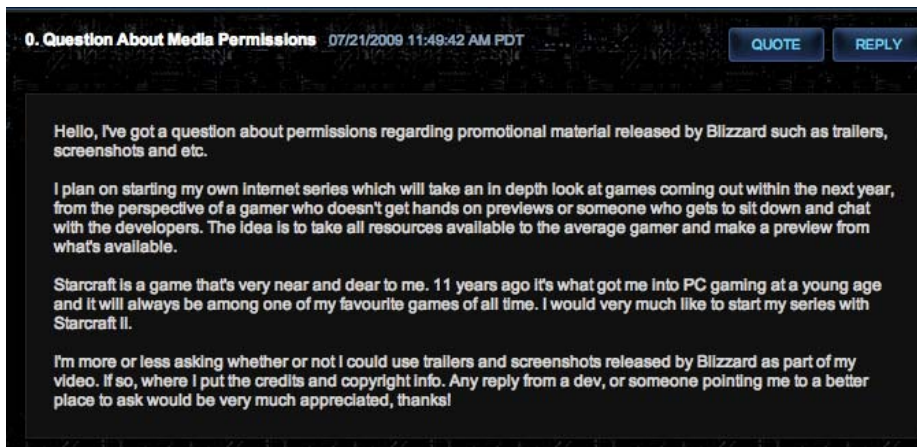 0. Question About Media Permissions 07/21/2009 11:49:42 AM PDT
QUOTE
REPLY
Hello, I've got a question about permissions regarding promotional material released by Blizzard such as trailers,
screenshots and etc.
I plan on starting my own internet series which will take an in depth look at games coming out within the next year,
from the perspective of a gamer who doesn't get hands on previews or someone who gets to sit down and chat
with the developers. The idea is to take all resources available to the average gamer and make a preview from
what's available.
Starcraft is a game that's very near and dear to me. 11 years ago it's what got me into PC gaming at a young age
and it will always be among one of my favourite games of all time. I would very much like to start my series with
Starcraft II.
I'm more or less asking whether or not I could use trailers and screenshots released by Blizzard as part of my
video. If so, where I put the credits and copyright info. Any reply from a dev, or someone pointing me to a better
place to ask would be very much appreciated, thanks!